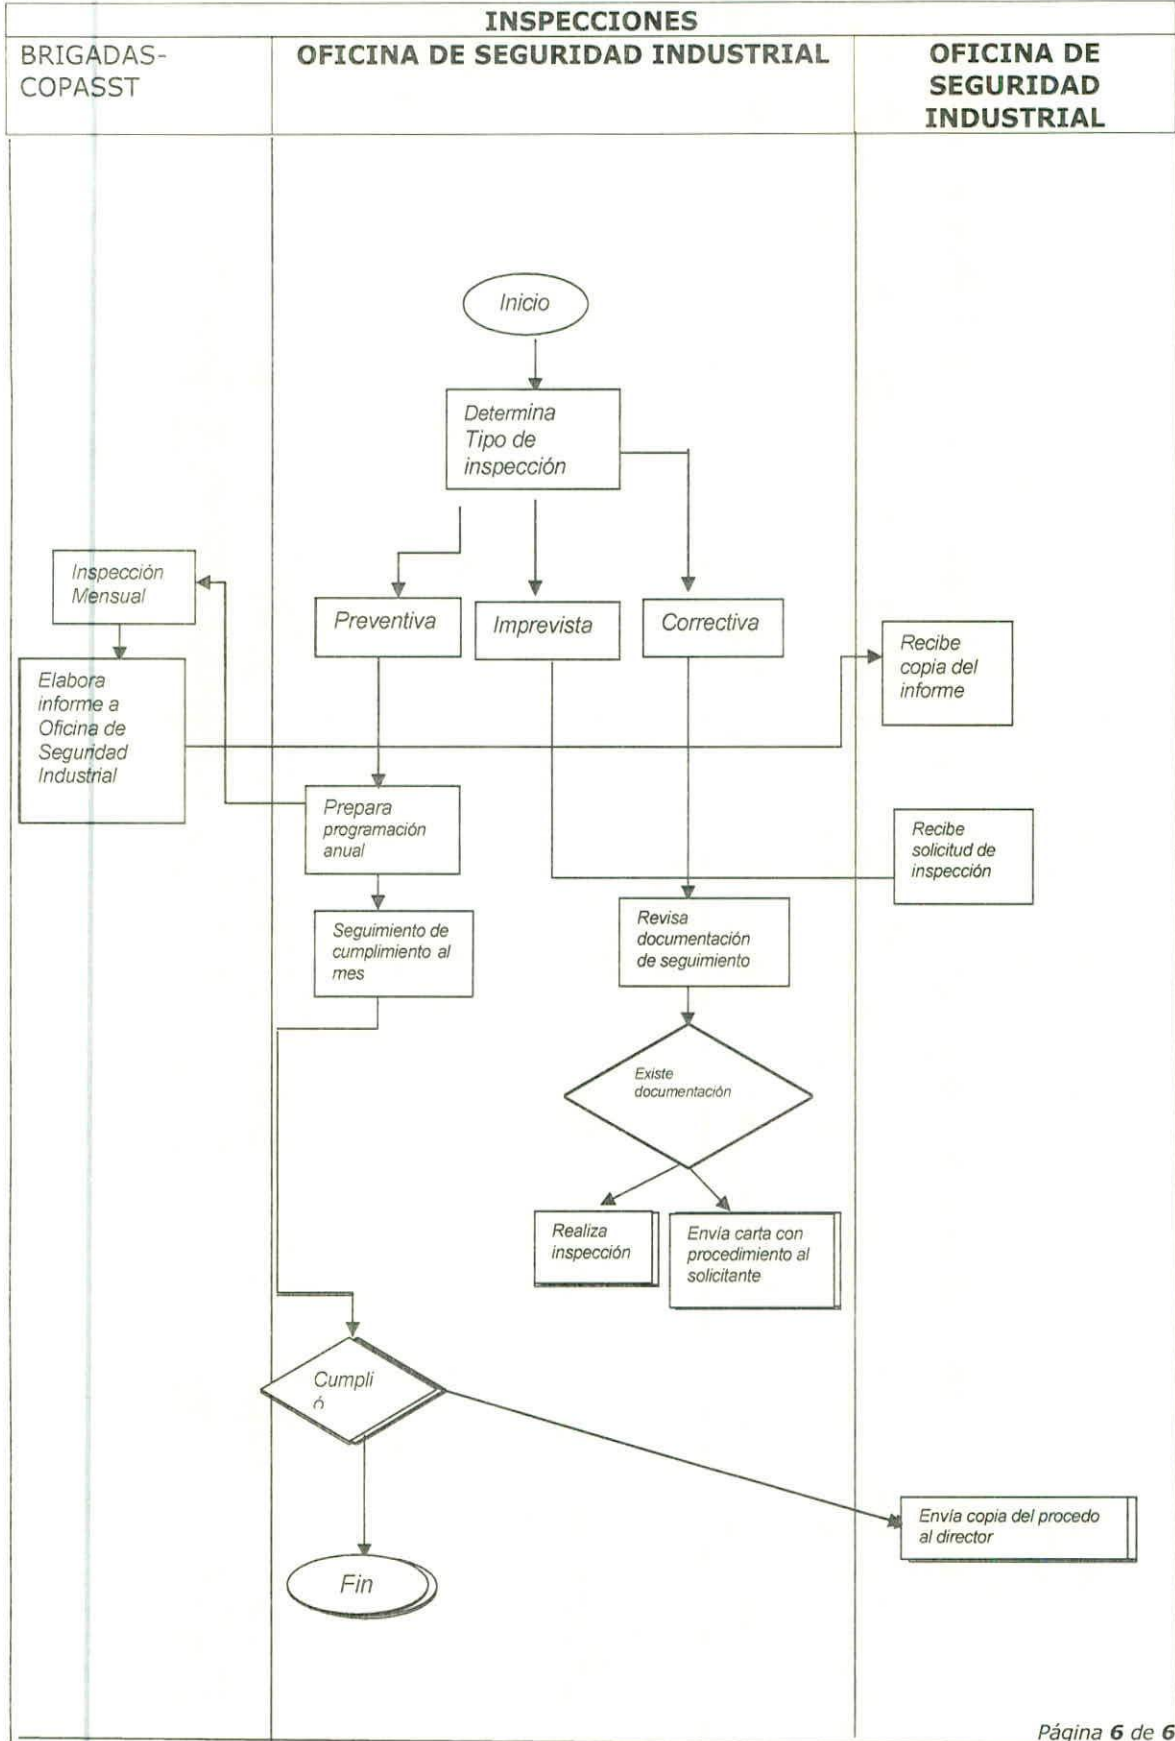 INSPECCIONES
BRIGADAS-
COPASST
OFICINA DE SEGURIDAD INDUSTRIAL
OFICINA DE
SEGURIDAD
INDUSTRIAL
Inicio
Determina
Tipo de
inspección
Inspección
Mensual
Preventiva
Imprevista
Correctiva
Recibe
copia del
informe
Elabora
informe a
Oficina de
Seguridad
Industrial
Prepara
programación
anual
Recibe
solicitud de
inspección
Seguimiento de
cumplimiento al
mes
Revisa
documentación
de seguimiento
Existe
documentación
Realiza
inspección
Envía carta con
procedimiento al
solicitante
Cumpli
ó
Envía copia del procedo
al director
Fin
Página 6 de 6